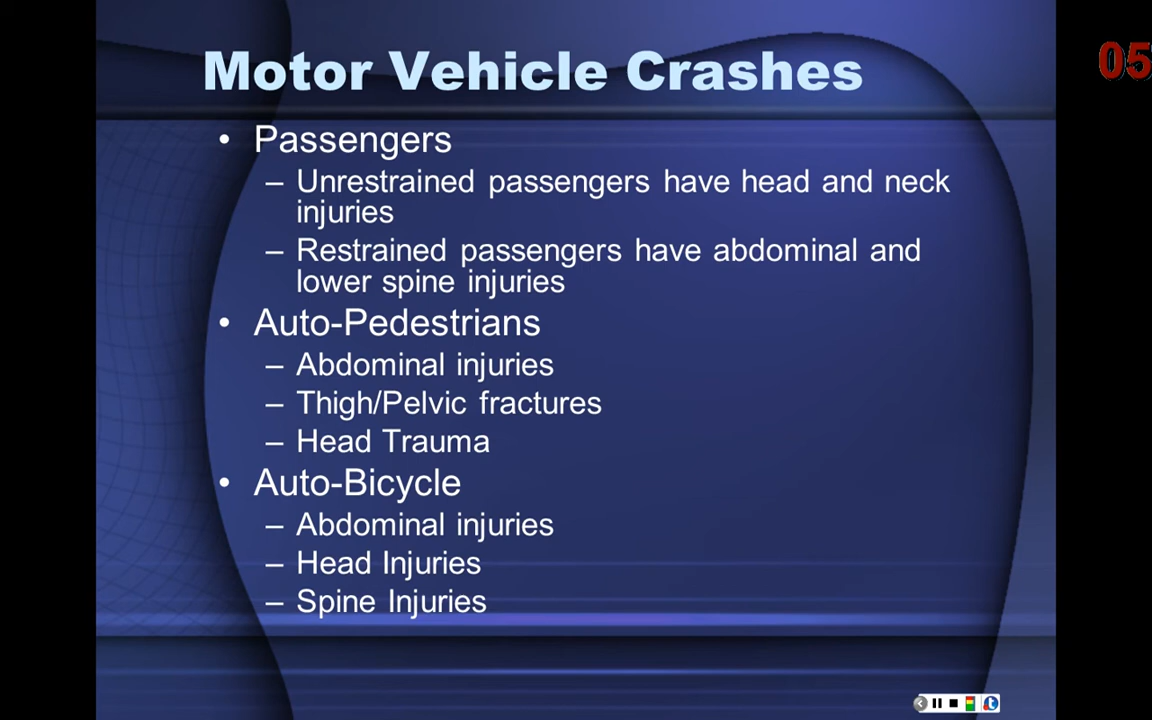 Motor Vehicle Crashes
05
• Passengers
– Unrestrained passengers have head and neck
injuries
– Restrained passengers have abdominal and
lower spine injuries
• Auto-Pedestrians
– Abdominal injuries
– Thigh/Pelvic fractures
– Head Trauma
• Auto-Bicycle
– Abdominal injuries
– Head Injuries
– Spine Injuries